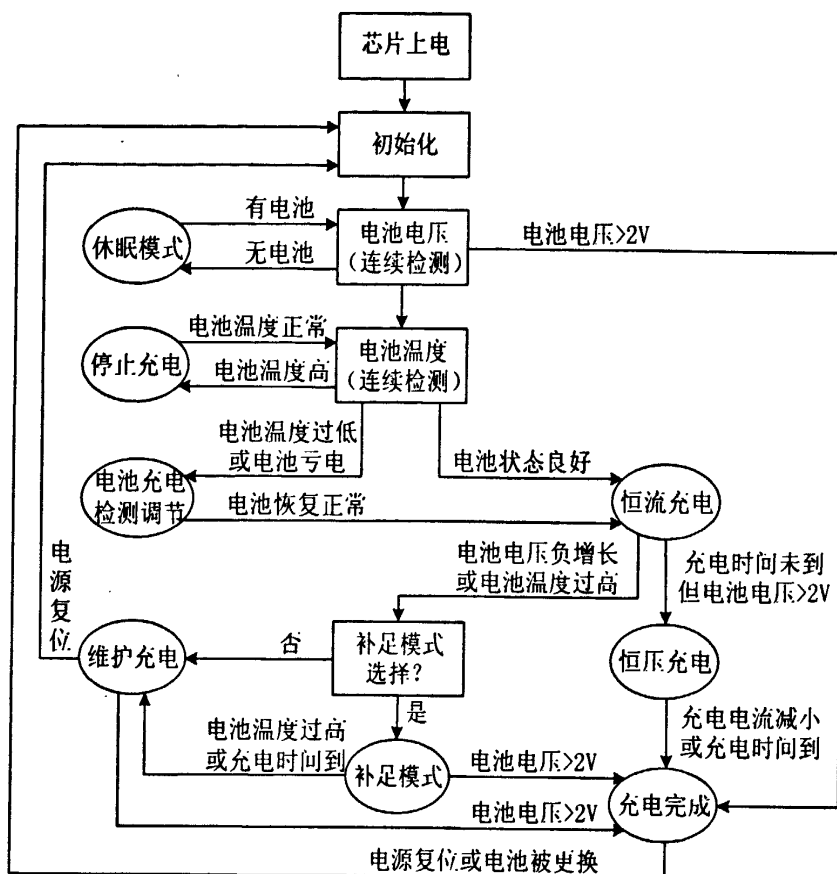 芯片上电
初始化
有电池
休眠模式
无电池
电池电压
（连续检测）
电池电压>2V
电池温度正常
停止充电
电池温度高
电池温度
（连续检测）
电池温度过低
或电池亏电
电池状态良好
电池充电
检测调节
电池恢复正常
恒流充电
电源复位
电池电压负增长
或电池温度过高
充电时间未到
但电池电压>2V
维护充电
否
补足模式
选择?
恒压充电
是
电池温度过高
或充电时间到
补足模式
电池电压>2V
充电电流减小
或充电时间到
电池电压>2V
充电完成
电源复位或电池被更换